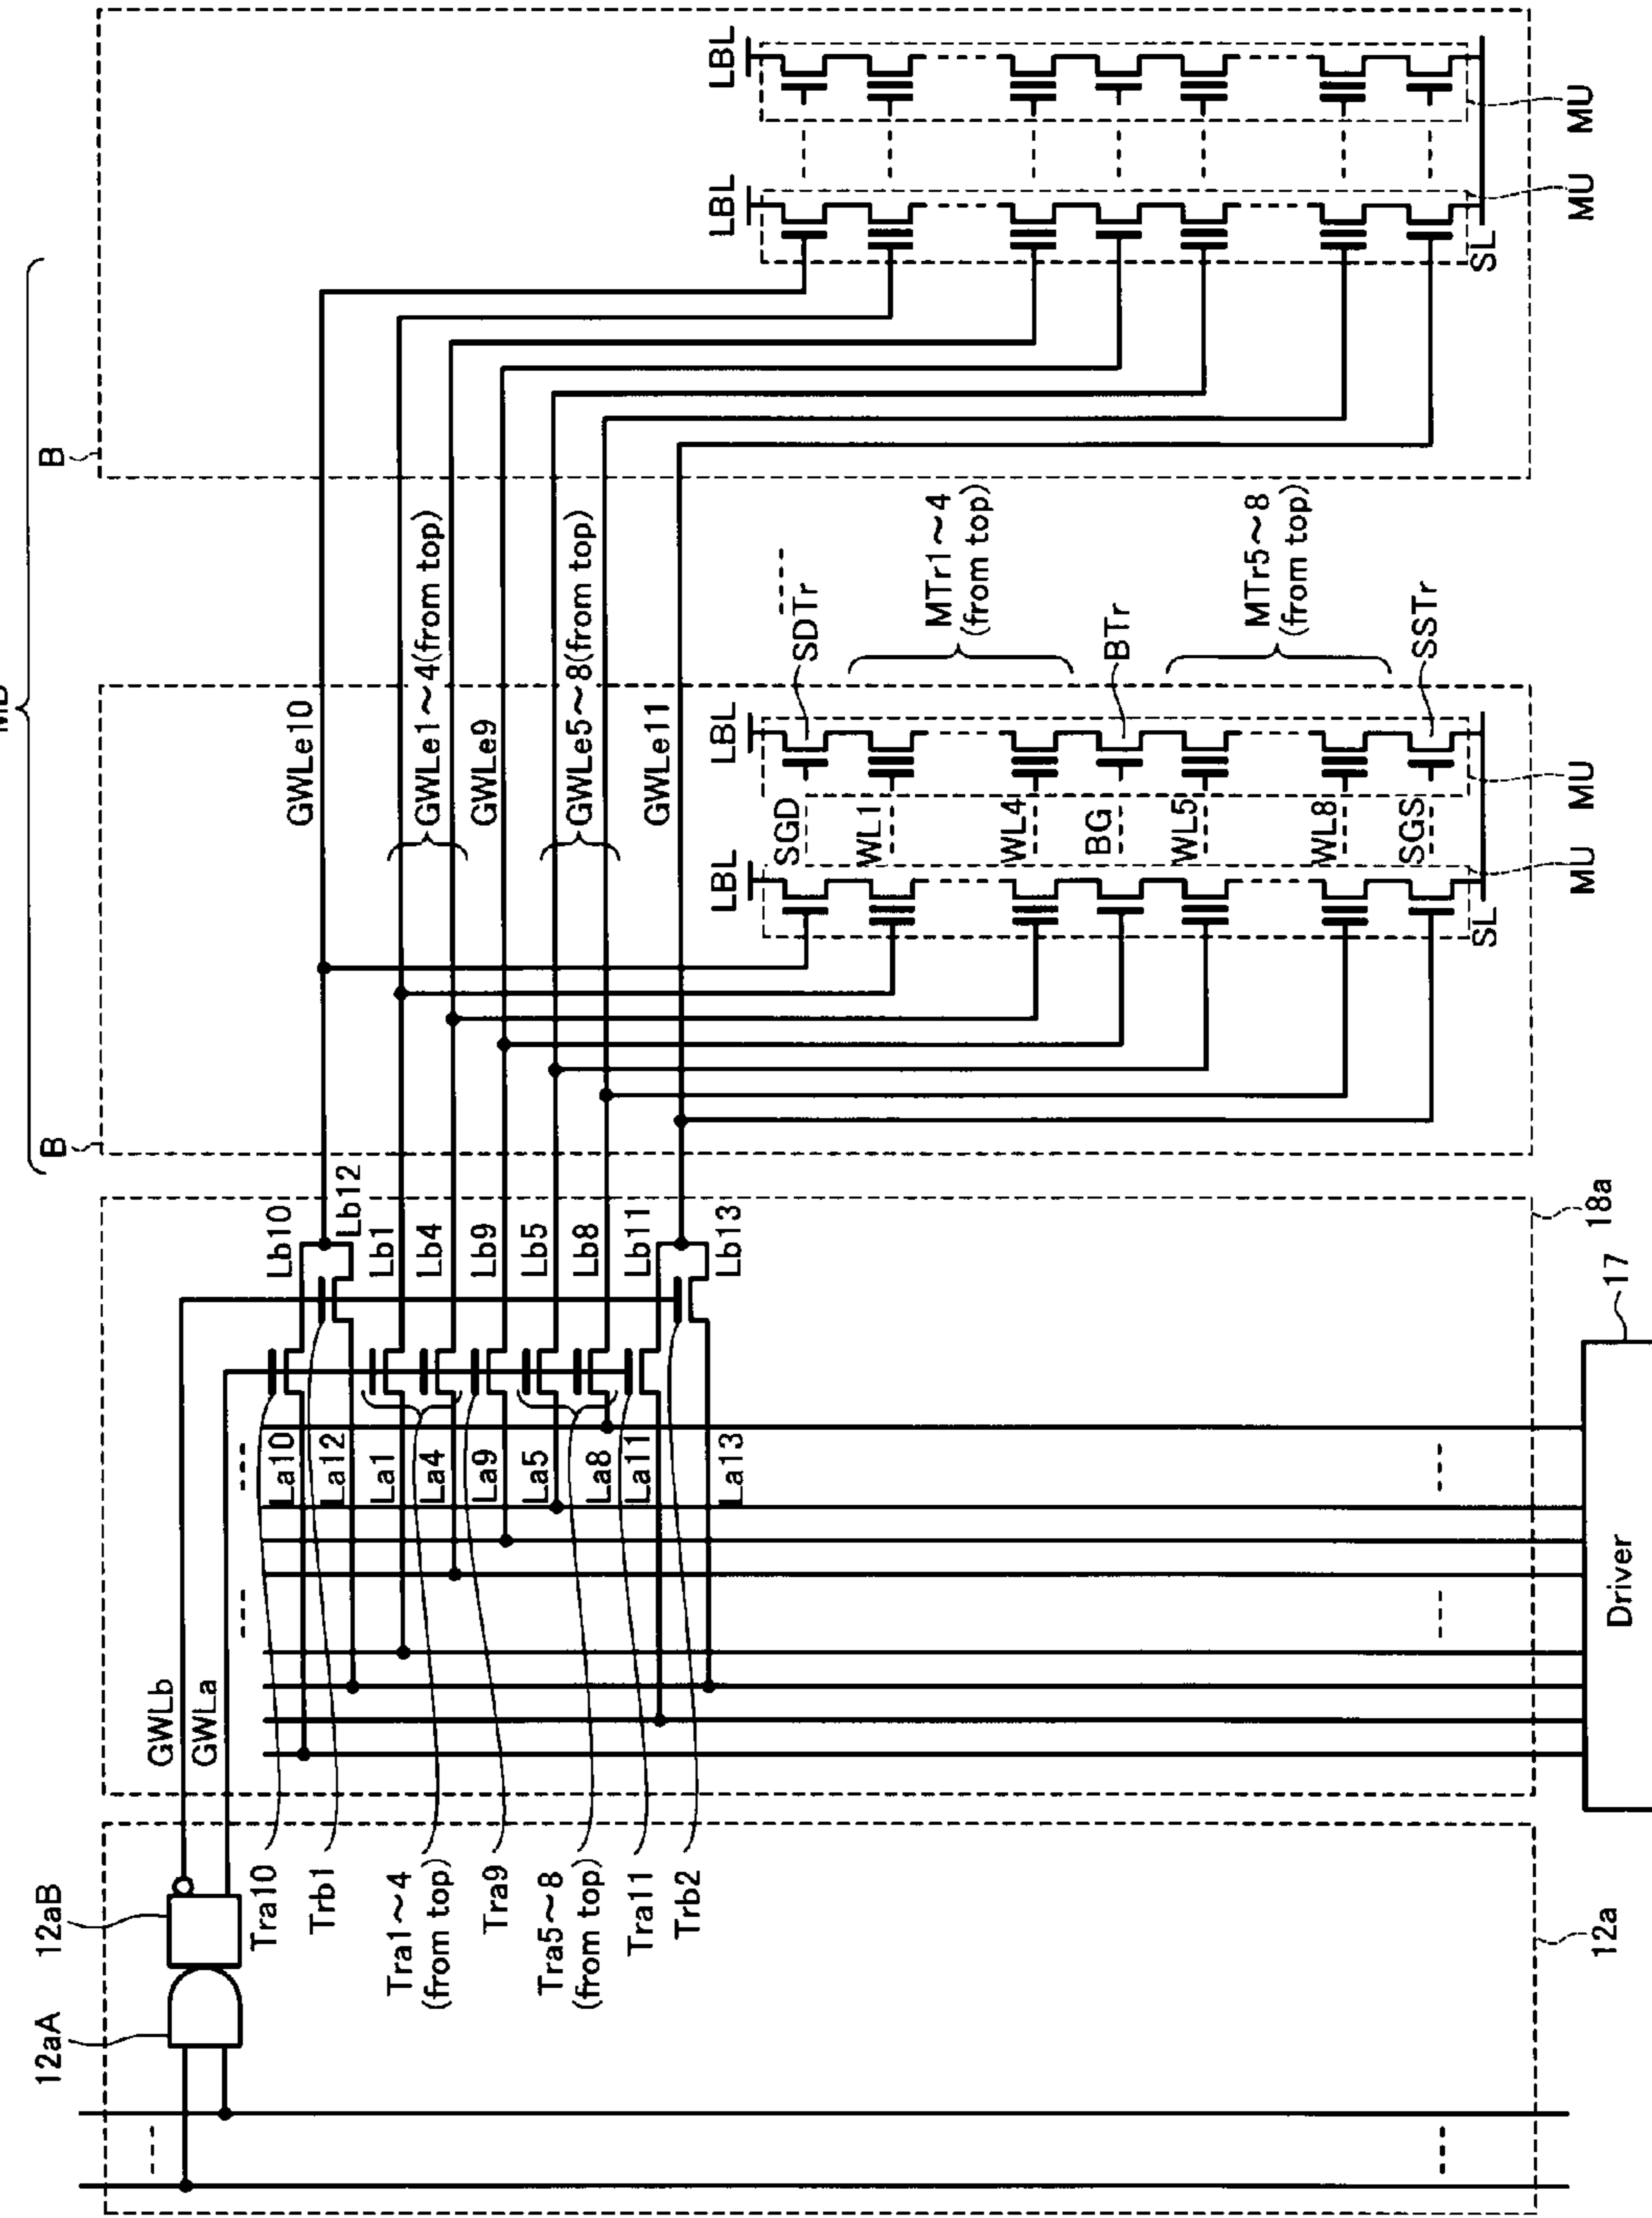 12aA
12aB
B
B
GWLb
GWLa
Tra10
Trb1
Tra1~4
(from top)
Tra9
Tra5~8
(from top)
Tra11
Trb2
La10
La12
La1
La4
La9
La5
La8
La11
La13
Lb10
Lb12
Lb1
Lb4
Lb9
Lb5
Lb8
Lb11
Lb13
GWLe10
GWLe1~4(from top)
GWLe9
GWLe5~8(from top)
GWLe11
LBL
LBL
SGD
WL1
WL4
BG
WL5
WL8
SGS
SL
MU
MU
SDTr
MTr1~4
(from top)
BTr
MTr5~8
(from top)
SSTr
LBL
LBL
SL
MU
MU
12a
18a
17
Driver